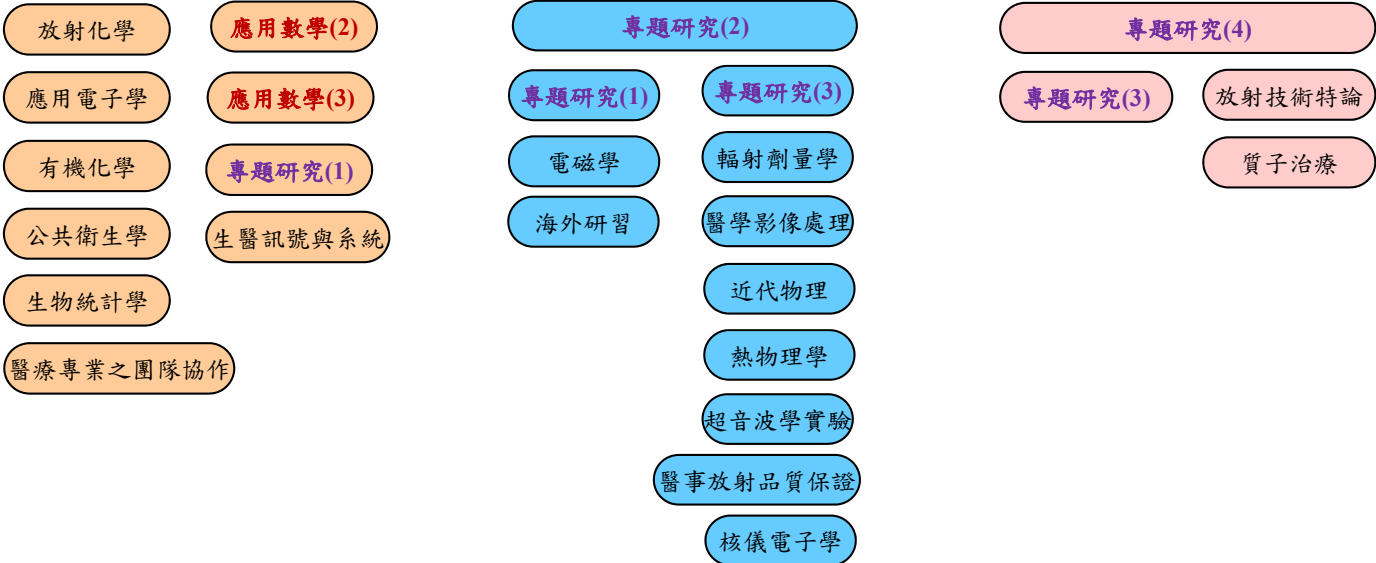 放射化學
應用電子學
有機化學
公共衛生學
生物統計學
醫療專業之團隊協作
應用數學(2)
應用數學(3)
專題研究(1)
生醫訊號與系統
專題研究(2)
專題研究(1)
電磁學
海外研習
專題研究(3)
輻射劑量學
醫學影像處理
近代物理
熱物理學
超音波學實驗
醫事放射品質保證
核儀電子學
專題研究(4)
專題研究(3)
放射技術特論
質子治療